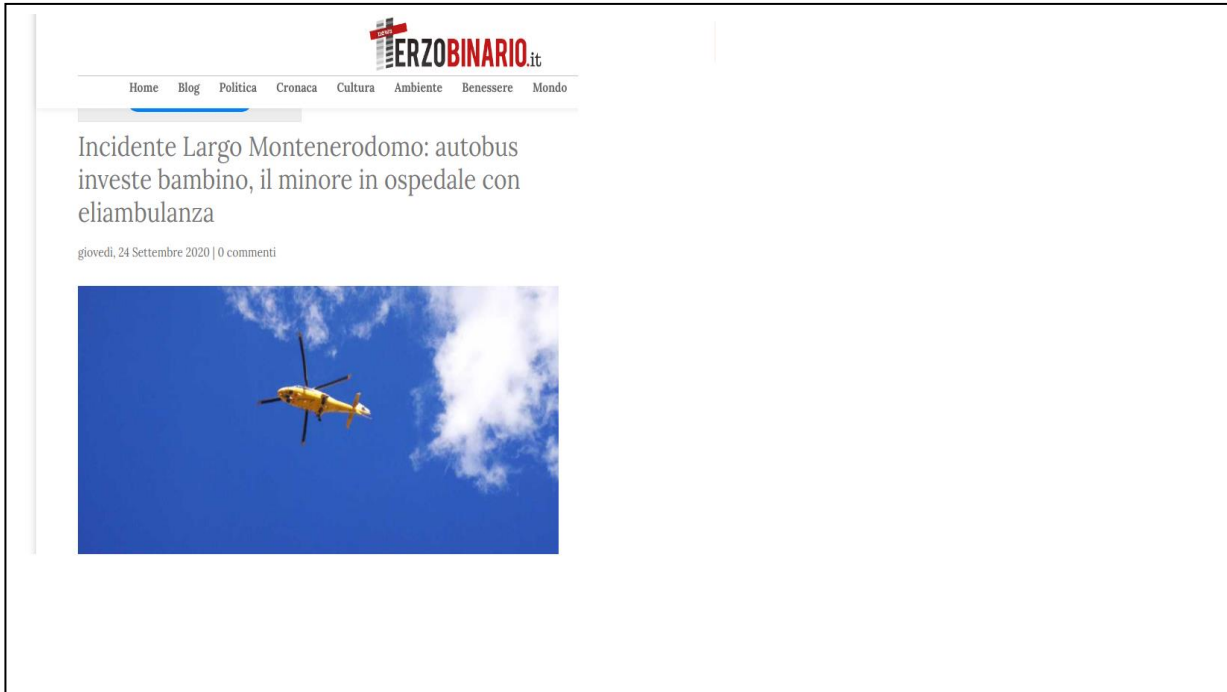 DENIS
TERZOBINARIO.it
Home Blog Politica Cronaca Cultura Ambiente Benessere Mondo
Incidente Largo Montenerodomo: autobus
investe bambino, il minore in ospedale con
eliambulanza
giovedì, 24 Settembre 2020 | 0 commenti